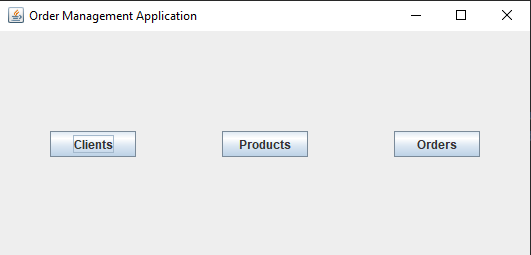 Order Management Application
Clients
Products
Orders